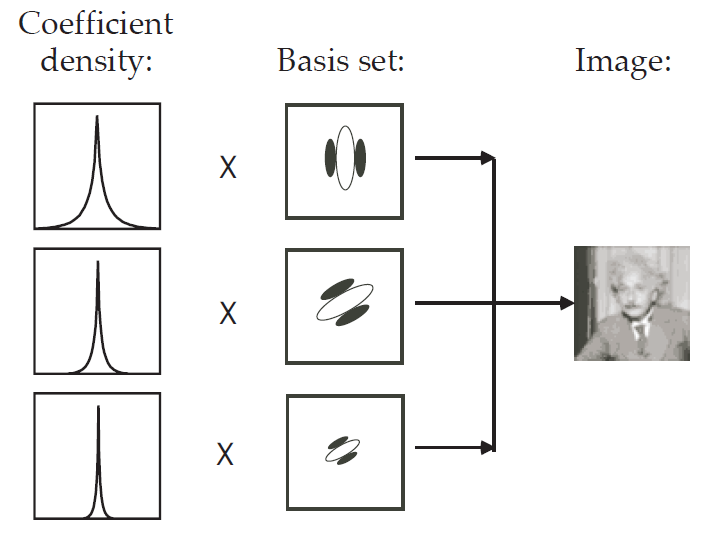 Coefficient
density:
Basis set:
Image:
X
X
X